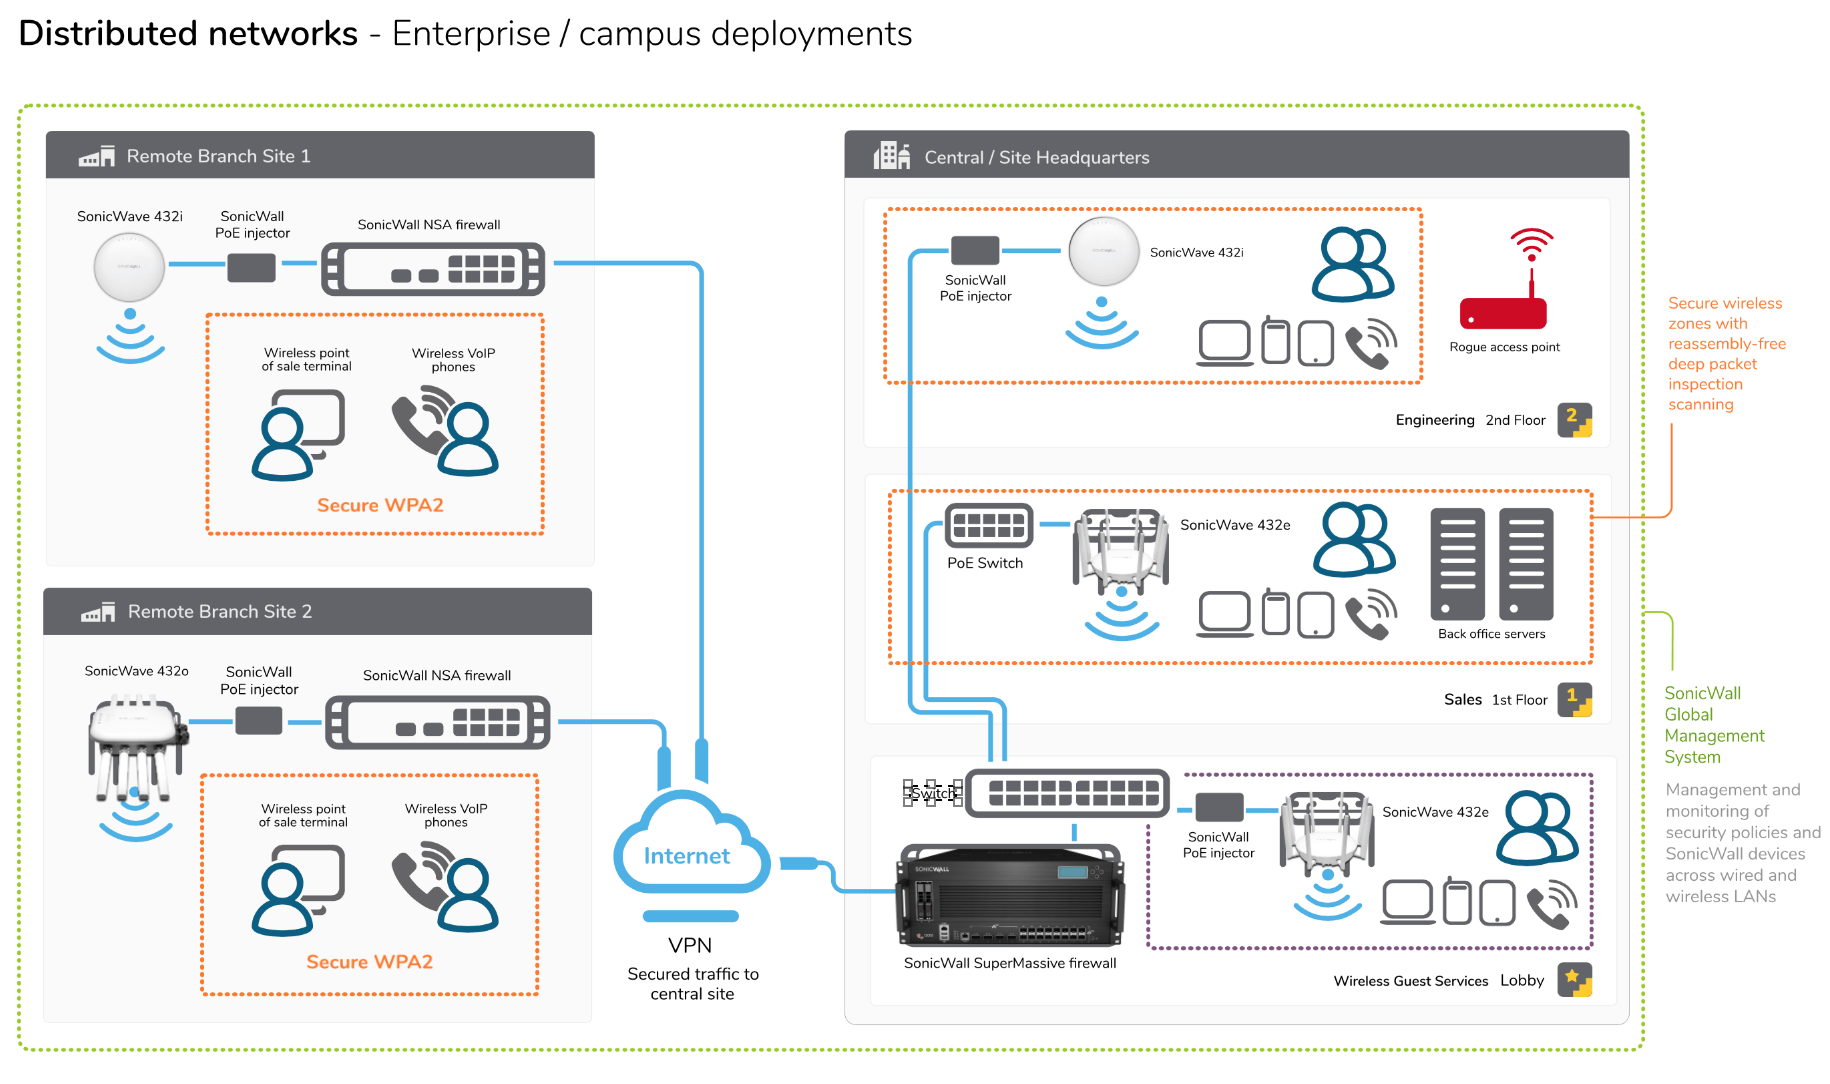 Distributed networks - Enterprise / campus deployments
Remote Branch Site 1
SonicWave 432i
SonicWall
PoE injector
SonicWall NSA firewall
Wireless point
of sale terminal
Wireless VoIP
phones
Secure WPA2
Remote Branch Site 2
SonicWave 432o
SonicWall
PoE injector
SonicWall NSA firewall
Wireless point
of sale terminal
Wireless VoIP
phones
Secure WPA2
Internet
VPN
Secured traffic to
central site
Central / Site Headquarters
SonicWall
PoE injector
SonicWave 432i
Rogue access point
Engineering 2nd Floor
2
PoE Switch
SonicWave 432e
Back office servers
Sales 1st Floor
1
Switch
SONICWALL
SonicWall SuperMassive firewall
SonicWall
PoE injector
SonicWave 432e
Wireless Guest Services Lobby
Secure wireless
zones with
reassembly-free
deep packet
inspection
scanning
SonicWall
Global
Management
System
Management and
monitoring of
security policies and
SonicWall devices
across wired and
wireless LANs